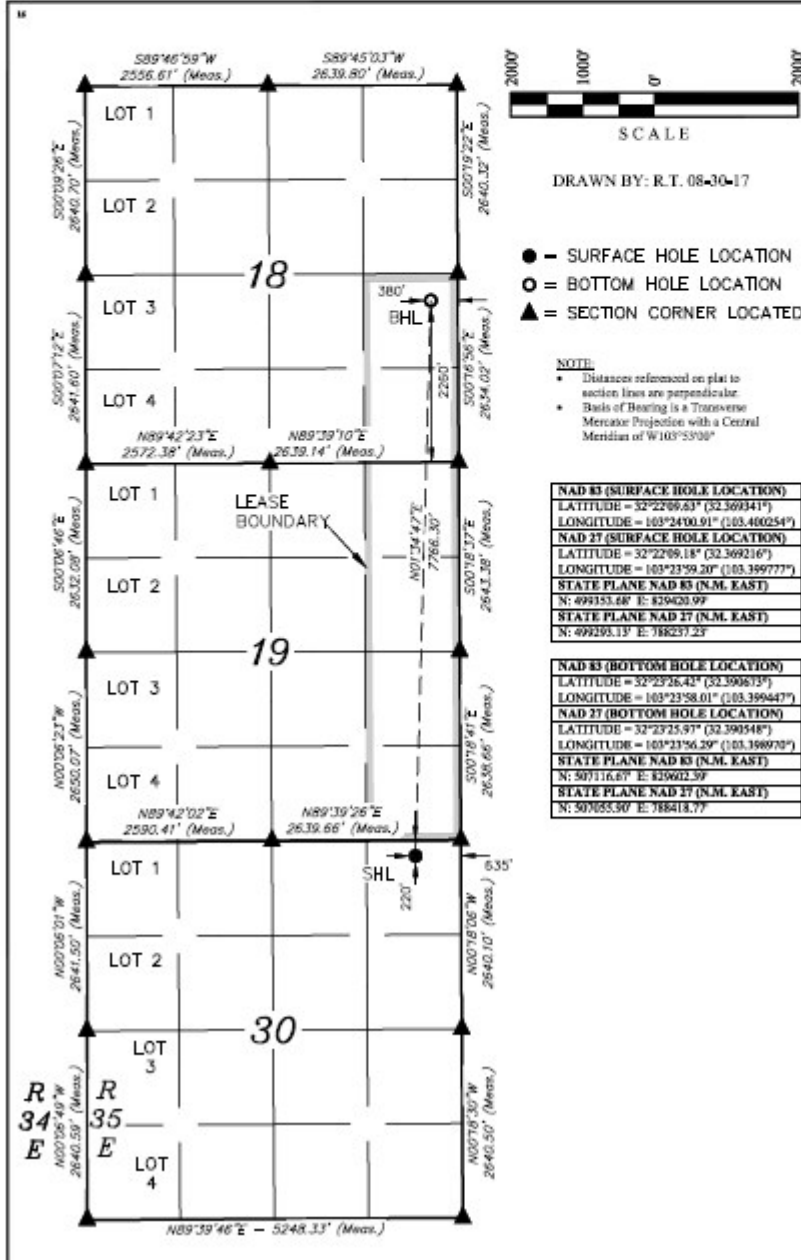 S89°46'59"W
2556.61' (Meas.)
S89°45'03"W
2639.80' (Meas.)
2000'
1000'
0'
2000'
SCALE
DRAWN BY: R.T. 08-30-17
● - SURFACE HOLE LOCATION
○ = BOTTOM HOLE LOCATION
▲ = SECTION CORNER LOCATED
NOTE:
• Distances referenced on plat to
section lines are perpendicular.
• Basis of Bearing is a Transverse
Mercator Projection with a Central
Meridian of W103°53'00"
S00°09'26"E
2640.70' (Meas.)
LOT 1
LOT 2
S00°19'22"E
2640.32' (Meas.)
18
S00°07'12"E
2641.60' (Meas.)
LOT 3
LOT 4
380'
BHL
2260'
S00°16'56"E
2634.02' (Meas.)
N89°42'23"E
2572.38' (Meas.)
N89°39'10"E
2639.14' (Meas.)
S00°06'46"E
2632.08' (Meas.)
LOT 1
LOT 2
LEASE
BOUNDARY
N01°34'47"E
7766.30'
S00°18'37"E
2643.38' (Meas.)
19
N00°06'23"W
2650.07' (Meas.)
LOT 3
LOT 4
S00°18'41"E
2638.66' (Meas.)
N89°42'02"E
2590.41' (Meas.)
N89°39'26"E
2639.66' (Meas.)
N00°06'01"W
2641.50' (Meas.)
LOT 1
LOT 2
SHL
220'
635'
N00°18'06"W
2640.10' (Meas.)
30
R
34
E
N00°06'49"W
2640.59' (Meas.)
R
35
E
LOT
3
LOT
4
N00°18'30"W
2640.50' (Meas.)
N89°39'46"E - 5248.33' (Meas.)
NAD 83 (SURFACE HOLE LOCATION)
LATITUDE = 32°22'09.63" (32.369341°)
LONGITUDE = 103°24'00.91" (103.400254°)
NAD 27 (SURFACE HOLE LOCATION)
LATITUDE = 32°22'09.18" (32.369216°)
LONGITUDE = 103°23'59.20" (103.399777°)
STATE PLANE NAD 83 (N.M. EAST)
N: 499353.68' E: 829420.99'
STATE PLANE NAD 27 (N.M. EAST)
N: 499293.13' E: 788237.23'
NAD 83 (BOTTOM HOLE LOCATION)
LATITUDE = 32°23'26.42" (32.390673°)
LONGITUDE = 103°23'58.01" (103.399447°)
NAD 27 (BOTTOM HOLE LOCATION)
LATITUDE = 32°23'25.97" (32.390548°)
LONGITUDE = 103°23'56.29" (103.398970°)
STATE PLANE NAD 83 (N.M. EAST)
N: 507116.67' E: 829602.39'
STATE PLANE NAD 27 (N.M. EAST)
N: 507055.90' E: 788418.77'